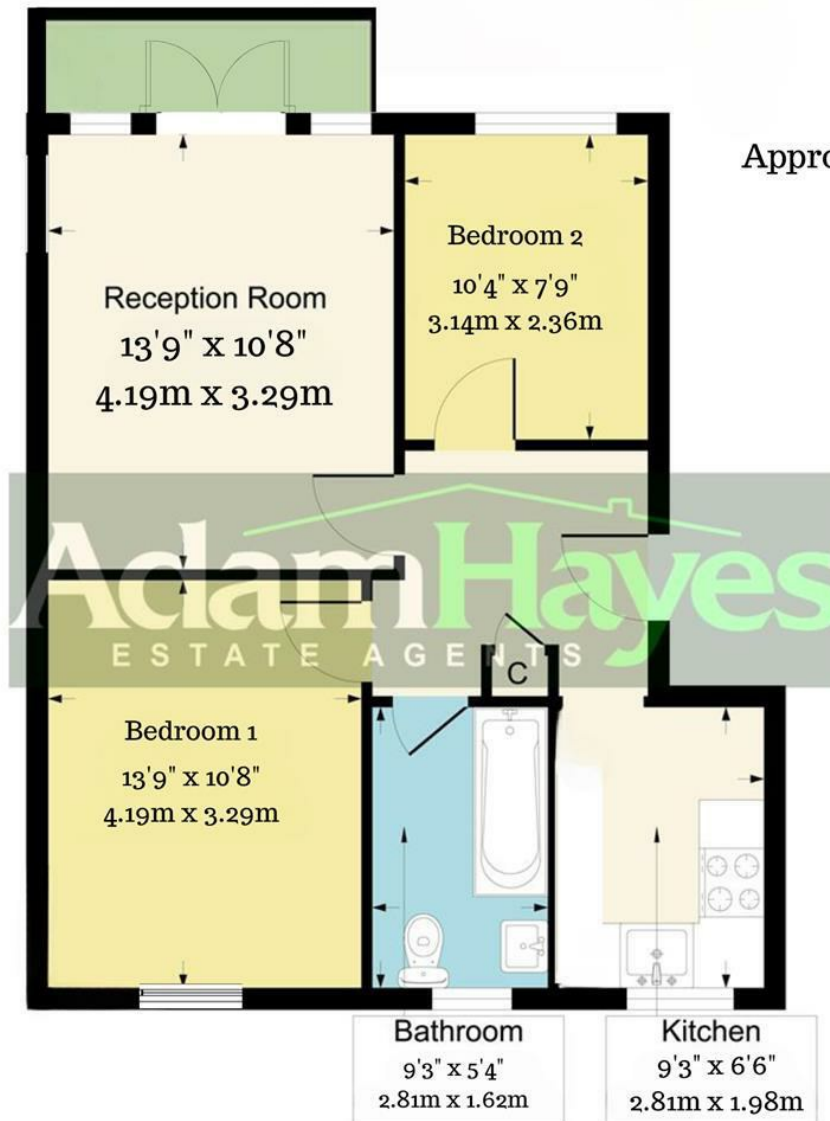 Appro
Reception Room
13'9" x 10'8"
4.19m x 3.29m
Bedroom 2
10'4" x 7'9"
3.14m x 2.36m
AdamHayes
ESTATE AGENTS
C
Bedroom 1
13'9" x 10'8"
4.19m x 3.29m
Bathroom
9'3" x 5'4"
2.81m x 1.62m
Kitchen
9'3" x 6'6"
2.81m x 1.98m